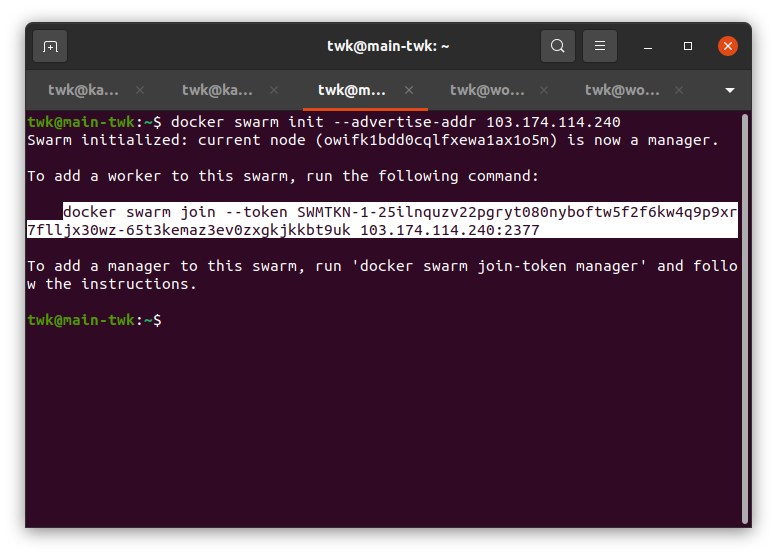 twk@main-twk: ~
twk@ka... twk@ka... twk@m... twk@wo... twk@wo...
twk@main-twk:~$ docker swarm init --advertise-addr 103.174.114.240
Swarm initialized: current node (owifk1bdd0cqlfxewa1ax1o5m) is now a manager.
To add a worker to this swarm, run the following command:
docker swarm join --token SWMTKN-1-25ilnquzv22pgryt080nyboftw5f2f6kw4q9p9xr
7flljx30wz-65t3kemaz3ev0zxgkjkkbt9uk 103.174.114.240:2377
To add a manager to this swarm, run 'docker swarm join-token manager' and follo
w the instructions.
twk@main-twk:~$